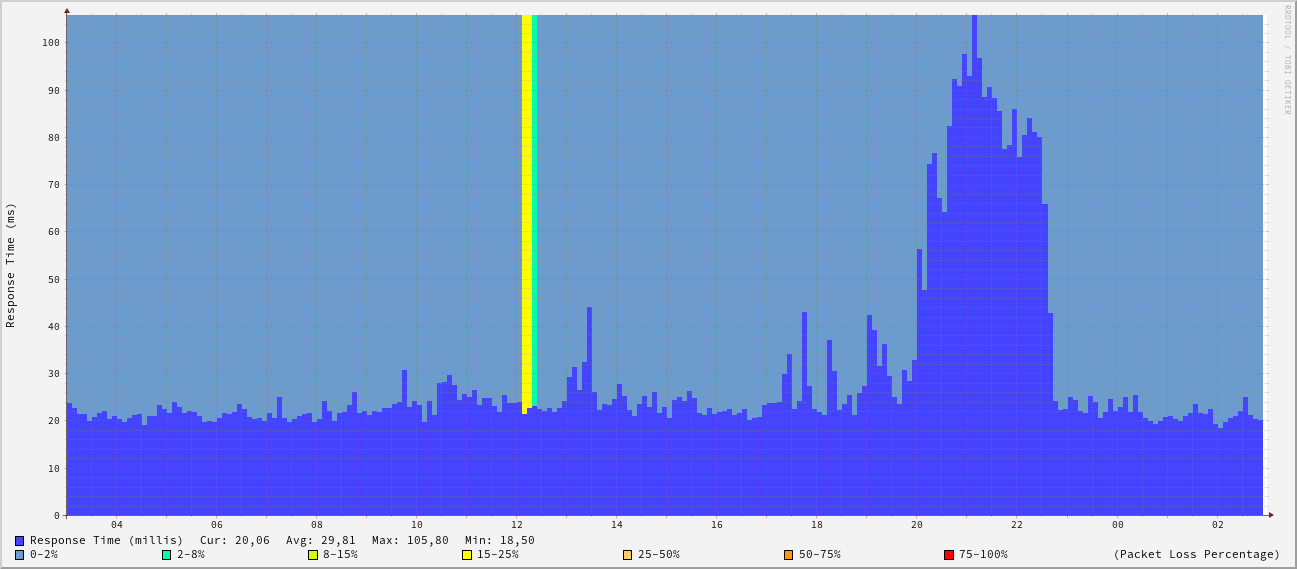 RRDTOOL / TOBI OETIKER
Response Time (ms)
100
90
80
70
60
50
40
30
20
10
0
04 06 08 10 12 14 16 18 20 22 00 02
Response Time (millis) Cur: 20,06 Avg: 29,81 Max: 105,80 Min: 18,50
0-2% 2-8% 8-15% 15-25% 25-50% 50-75% 75-100% (Packet Loss Percentage)